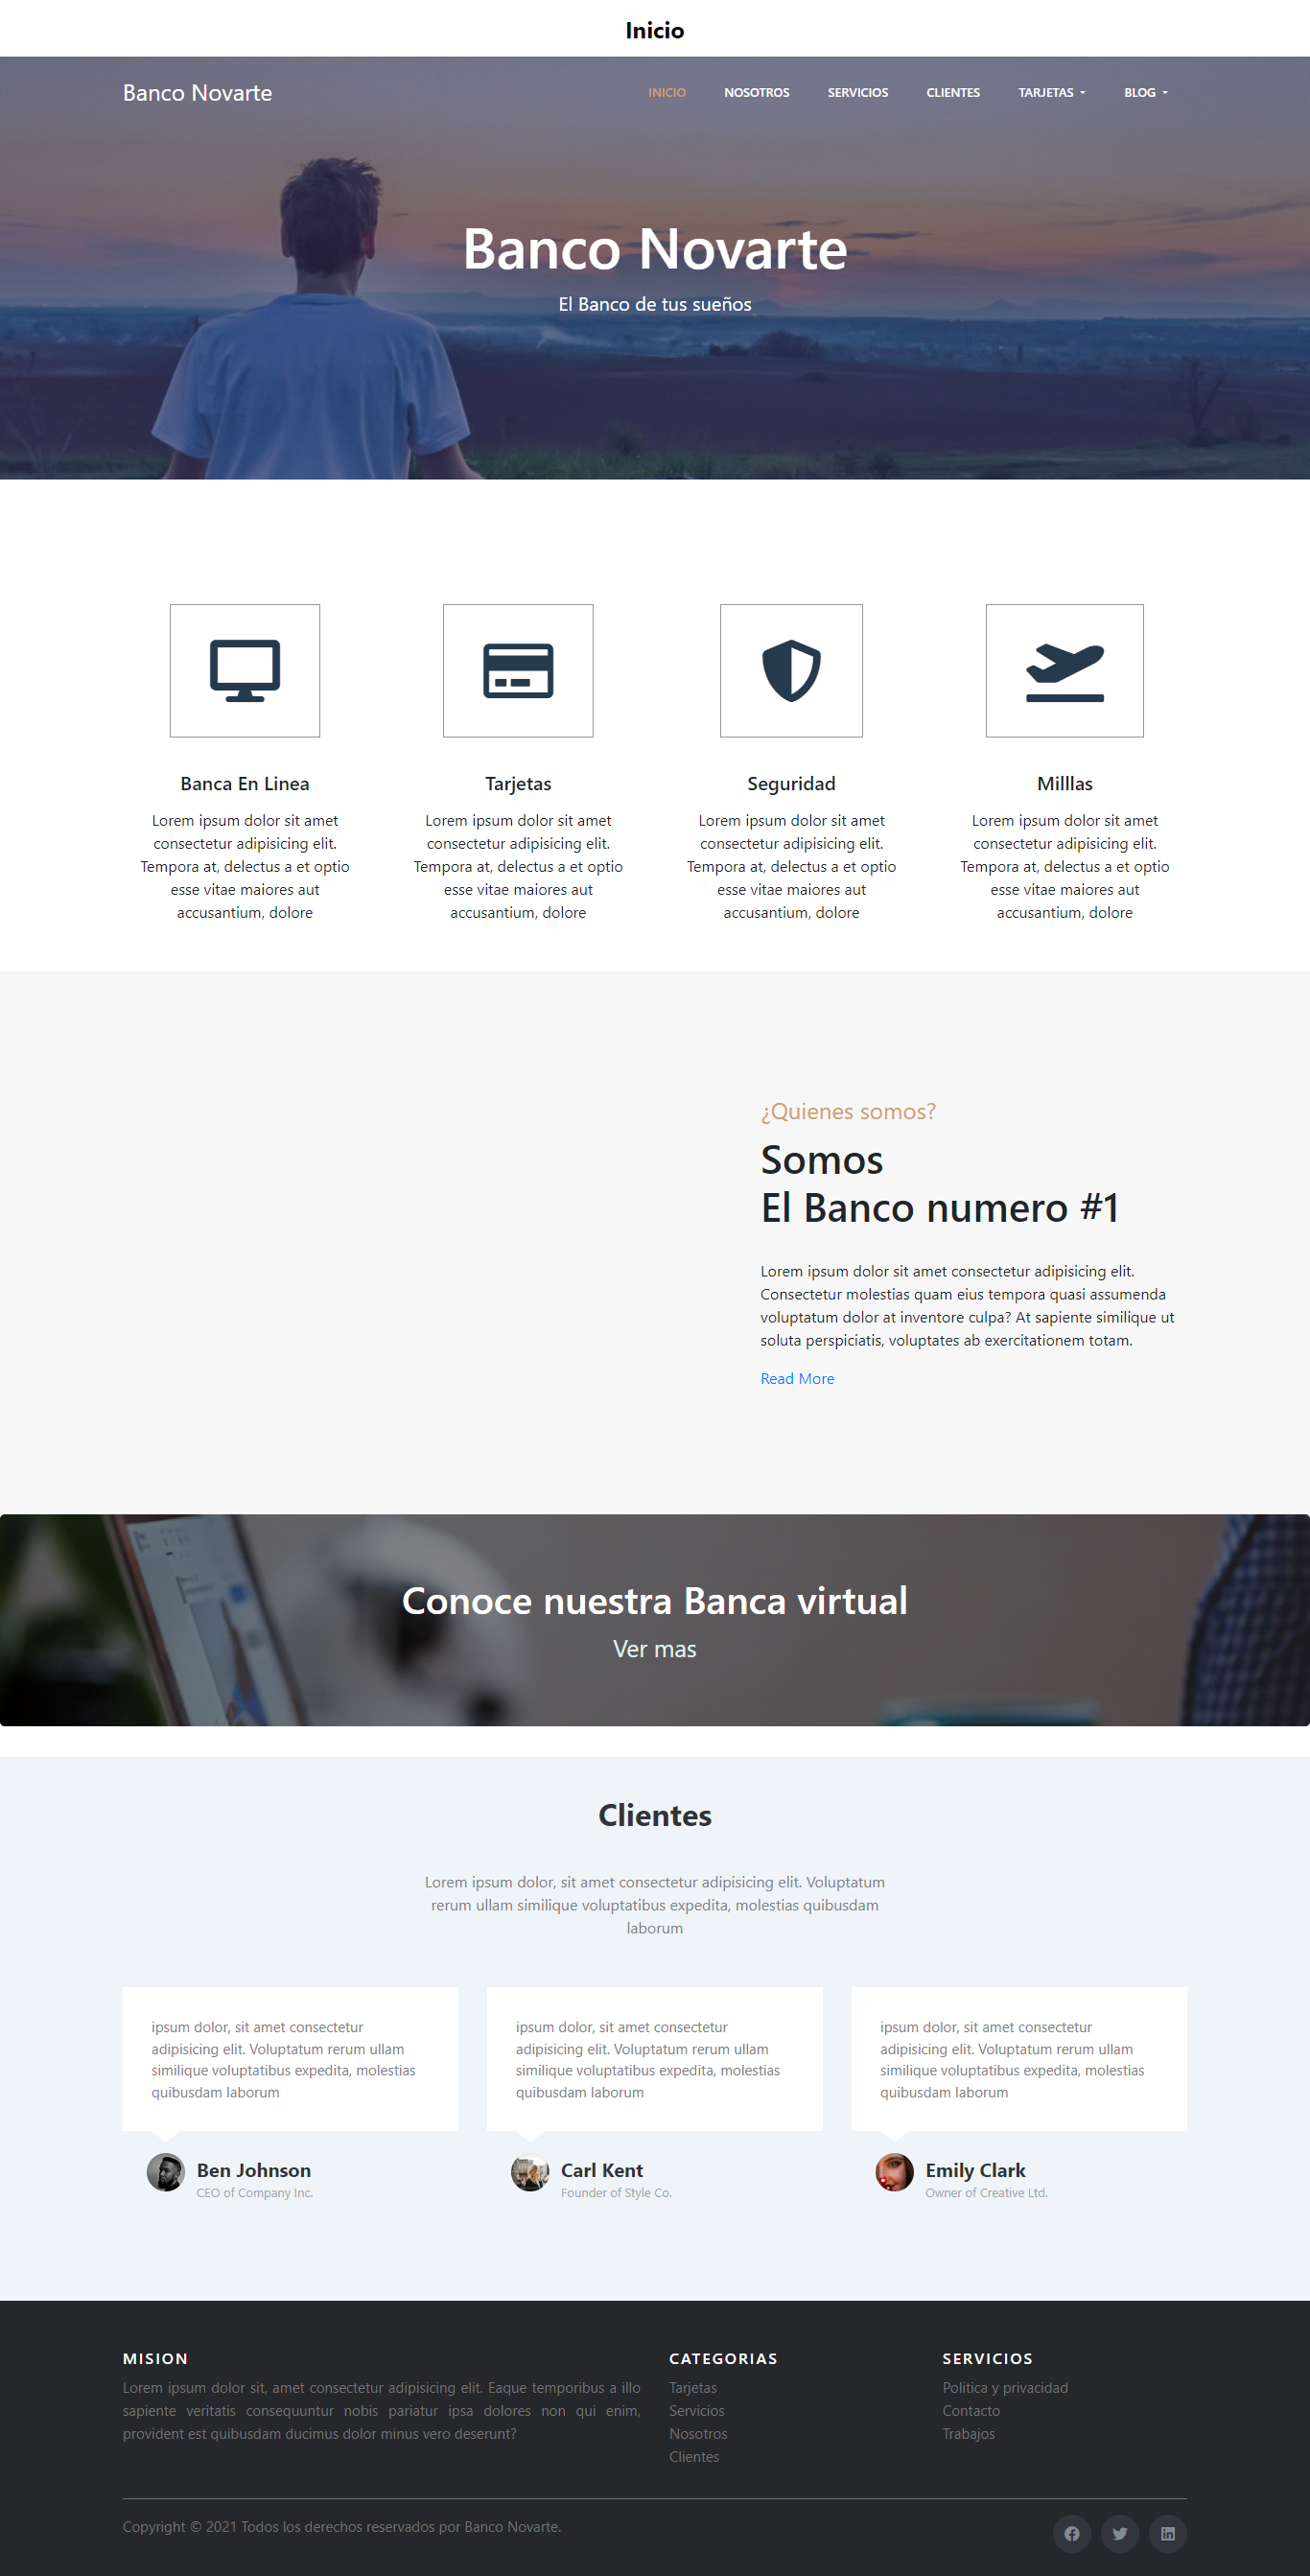 Inicio
Banco Novarte
INICIO NOSOTROS SERVICIOS CLIENTES TARJETAS BLOG
Banco Novarte
El Banco de tus sueños
Banca En Linea
Lorem ipsum dolor sit amet
consectetur adipisicing elit.
Tempora at, delectus a et optio
esse vitae maiores aut
accusantium, dolore
Tarjetas
Lorem ipsum dolor sit amet
consectetur adipisicing elit.
Tempora at, delectus a et optio
esse vitae maiores aut
accusantium, dolore
Seguridad
Lorem ipsum dolor sit amet
consectetur adipisicing elit.
Tempora at, delectus a et optio
esse vitae maiores aut
accusantium, dolore
Milllas
Lorem ipsum dolor sit amet
consectetur adipisicing elit.
Tempora at, delectus a et optio
esse vitae maiores aut
accusantium, dolore
¿Quienes somos?
Somos
El Banco numero #1
Lorem ipsum dolor sit amet consectetur adipisicing elit.
Consectetur molestias quam eius tempora quasi assumenda
voluptatum dolor at inventore culpa? At sapiente similique ut
soluta perspiciatis, voluptates ab exercitationem totam.
Read More
Conoce nuestra Banca virtual
Ver mas
Clientes
Lorem ipsum dolor, sit amet consectetur adipisicing elit. Voluptatum
rerum ullam similique voluptatibus expedita, molestias quibusdam
laborum
ipsum dolor, sit amet consectetur
adipisicing elit. Voluptatum rerum ullam
similique voluptatibus expedita, molestias
quibusdam laborum
Ben Johnson
CEO of Company Inc.
ipsum dolor, sit amet consectetur
adipisicing elit. Voluptatum rerum ullam
similique voluptatibus expedita, molestias
quibusdam laborum
Carl Kent
Founder of Style Co.
ipsum dolor, sit amet consectetur
adipisicing elit. Voluptatum rerum ullam
similique voluptatibus expedita, molestias
quibusdam laborum
Emily Clark
Owner of Creative Ltd.
MISION
Lorem ipsum dolor sit, amet consectetur adipisicing elit. Eaque temporibus a illo
sapiente veritatis consequuntur nobis pariatur ipsa dolores non qui enim,
provident est quibusdam ducimus dolor minus vero deserunt?
CATEGORIAS
Tarjetas
Servicios
Nosotros
Clientes
SERVICIOS
Politica y privacidad
Contacto
Trabajos
Copyright © 2021 Todos los derechos reservados por Banco Novarte.